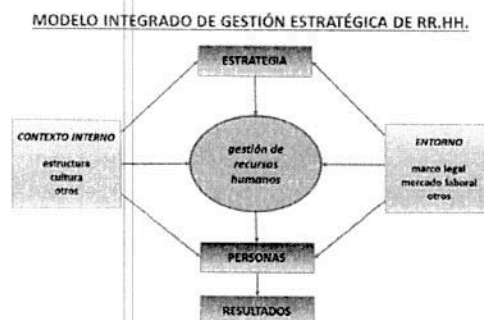 MODELO INTEGRADO DE GESTIÓN ESTRATÉGICA DE RR.HH.
ESTRATEGIA
CONTEXTO INTERNO
estructura
cultura
otros
gestión de
recursos
humanos
ENTORNO
marco legal
mercado laboral
otros
PERSONAS
RESULTADOS